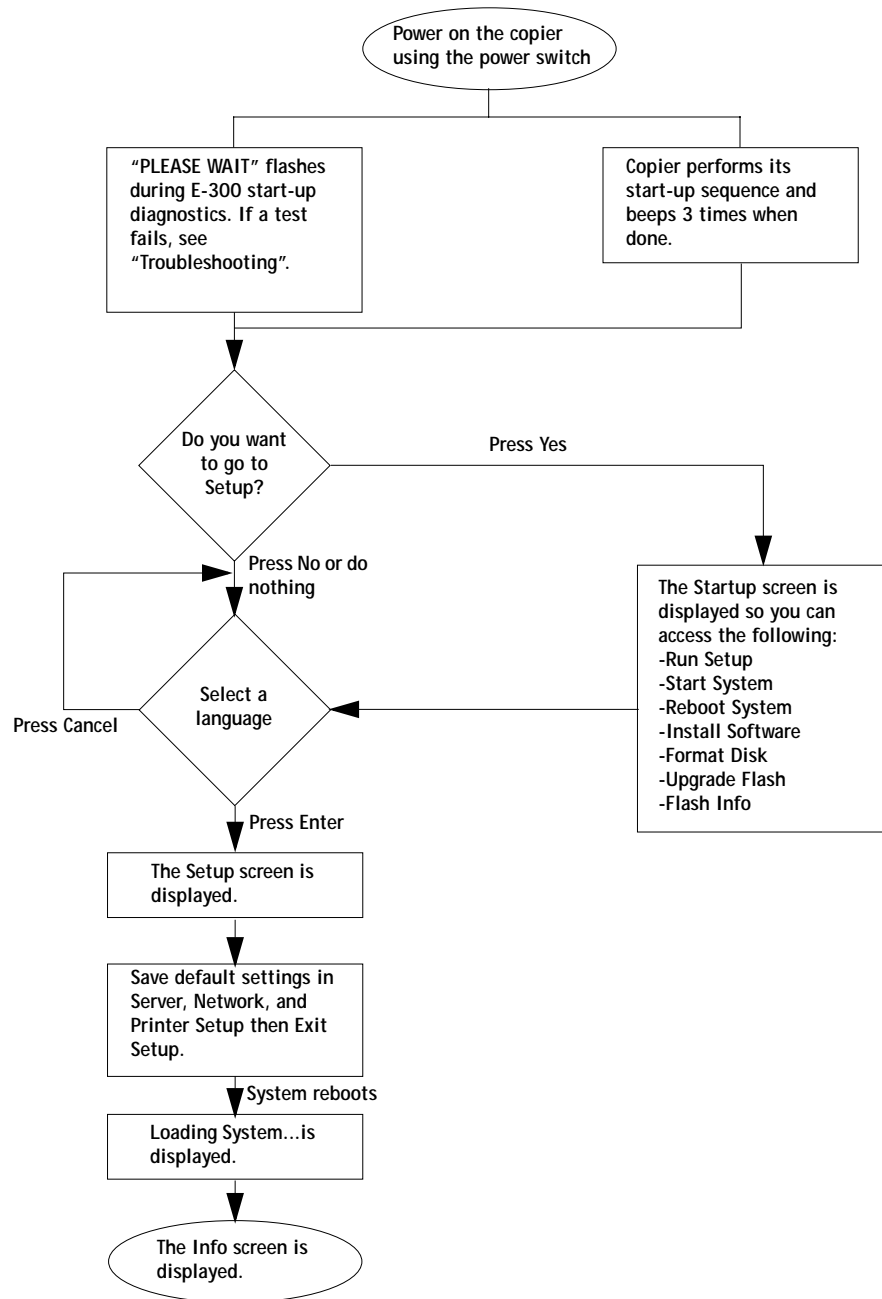 Power on the copier
using the power switch
“PLEASE WAIT” flashes
during E-300 start-up
diagnostics. If a test
fails, see
“Troubleshooting”.
Copier performs its
start-up sequence and
beeps 3 times when
done.
Do you want
to go to
Setup?
Press Yes
Press No or do
nothing
The Startup screen is
displayed so you can
access the following:
-Run Setup
-Start System
-Reboot System
-Install Software
-Format Disk
-Upgrade Flash
-Flash Info
Select a
language
Press Cancel
Press Enter
The Setup screen is
displayed.
Save default settings in
Server, Network, and
Printer Setup then Exit
Setup.
System reboots
Loading System...is
displayed.
The Info screen is
displayed.